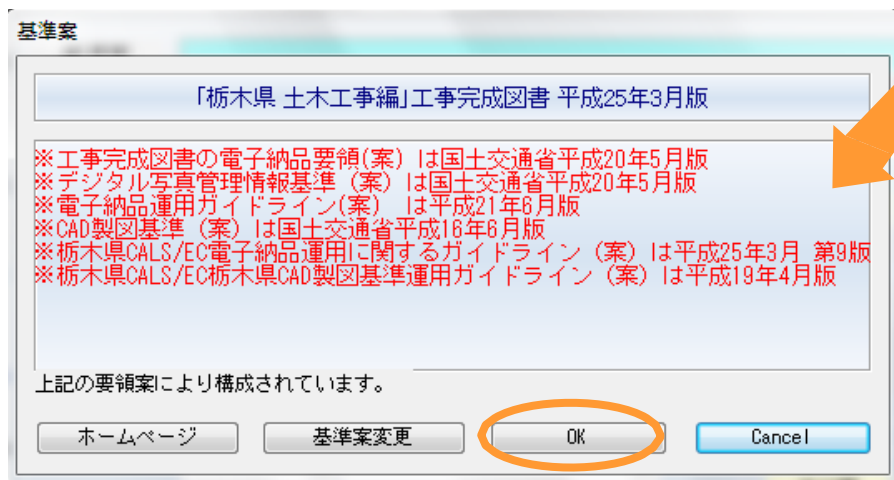 基準案
「栃木県 土木工事編」工事完成図書 平成25年3月版
※工事完成図書の電子納品要領(案) は国土交通省平成20年5月版
※デジタル写真管理情報基準（案）は国土交通省平成20年5月版
※電子納品運用ガイドライン(案)　は平成21年6月版
※CAD製図基準（案）は国土交通省平成16年6月版
※栃木県CALS/EC電子納品運用に関するガイドライン（案）は平成25年3月 第9版
※栃木県CALS/EC栃木県CAD製図基準運用ガイドライン（案）は平成19年4月版
上記の要領案により構成されています。
ホームページ 基準案変更 OK Cancel